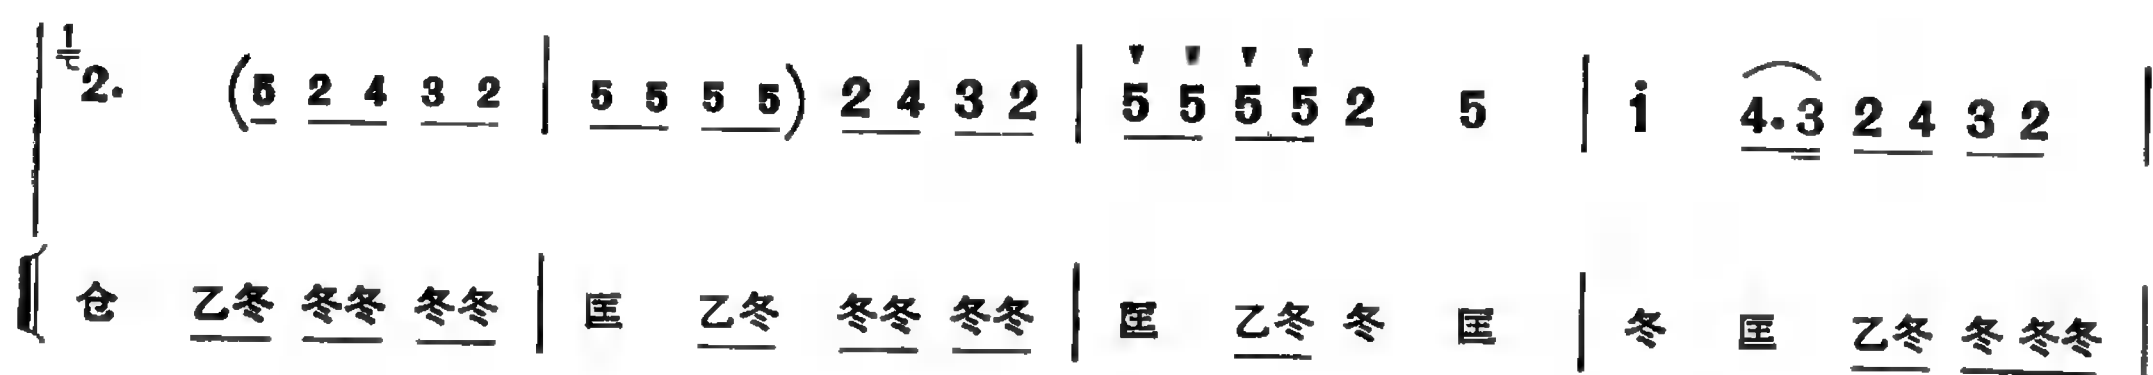 1 2. (5 2 4 3 2 | 5 5 5 5) 2 4 3 2 | 5 5 5 5 2 5 | i 4.3 2 4 3 2 |
仓 乙冬 冬冬 冬冬 | 匡 乙冬 冬冬 冬冬 | 匡 乙冬 冬 匡 | 冬 匡 乙冬 冬 冬冬 |